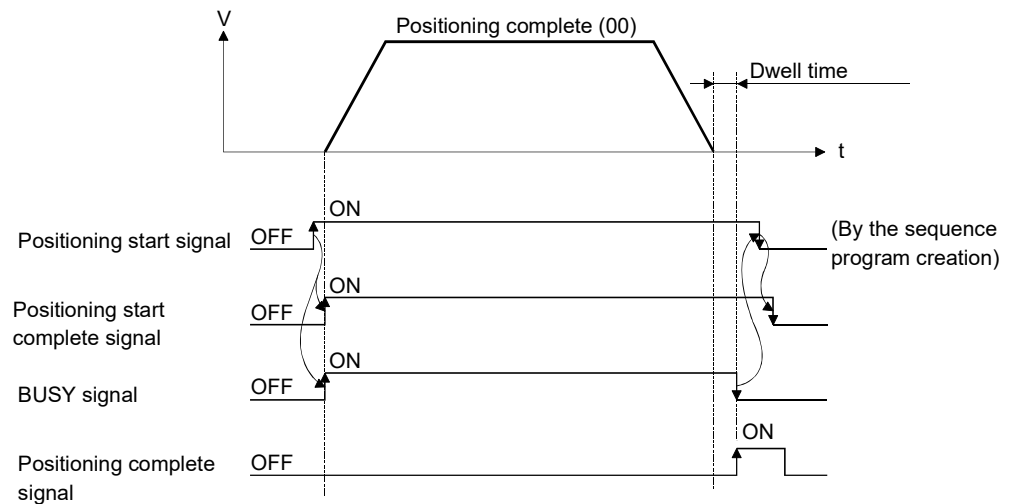 V
Positioning complete (00)
Dwell time
t
ON
Positioning start signal
OFF
(By the sequence
program creation)
ON
Positioning start
complete signal
OFF
ON
BUSY signal
OFF
ON
Positioning complete
signal
OFF